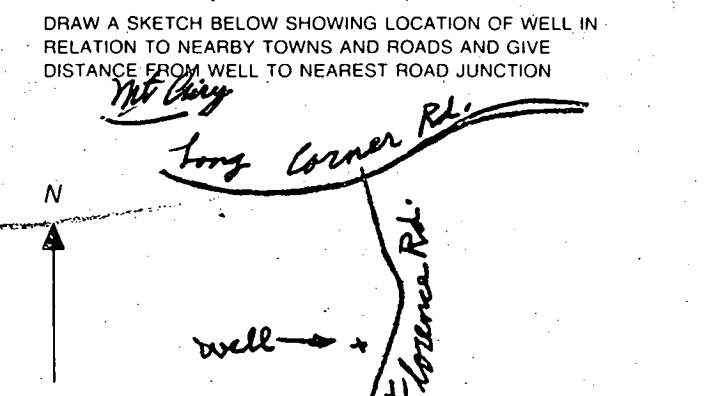 DRAW A SKETCH BELOW SHOWING LOCATION OF WELL IN
RELATION TO NEARBY TOWNS AND ROADS AND GIVE
DISTANCE FROM WELL TO NEAREST ROAD JUNCTION
Mt Airy
Long Corner Rd.
N
Florence Rd.
well